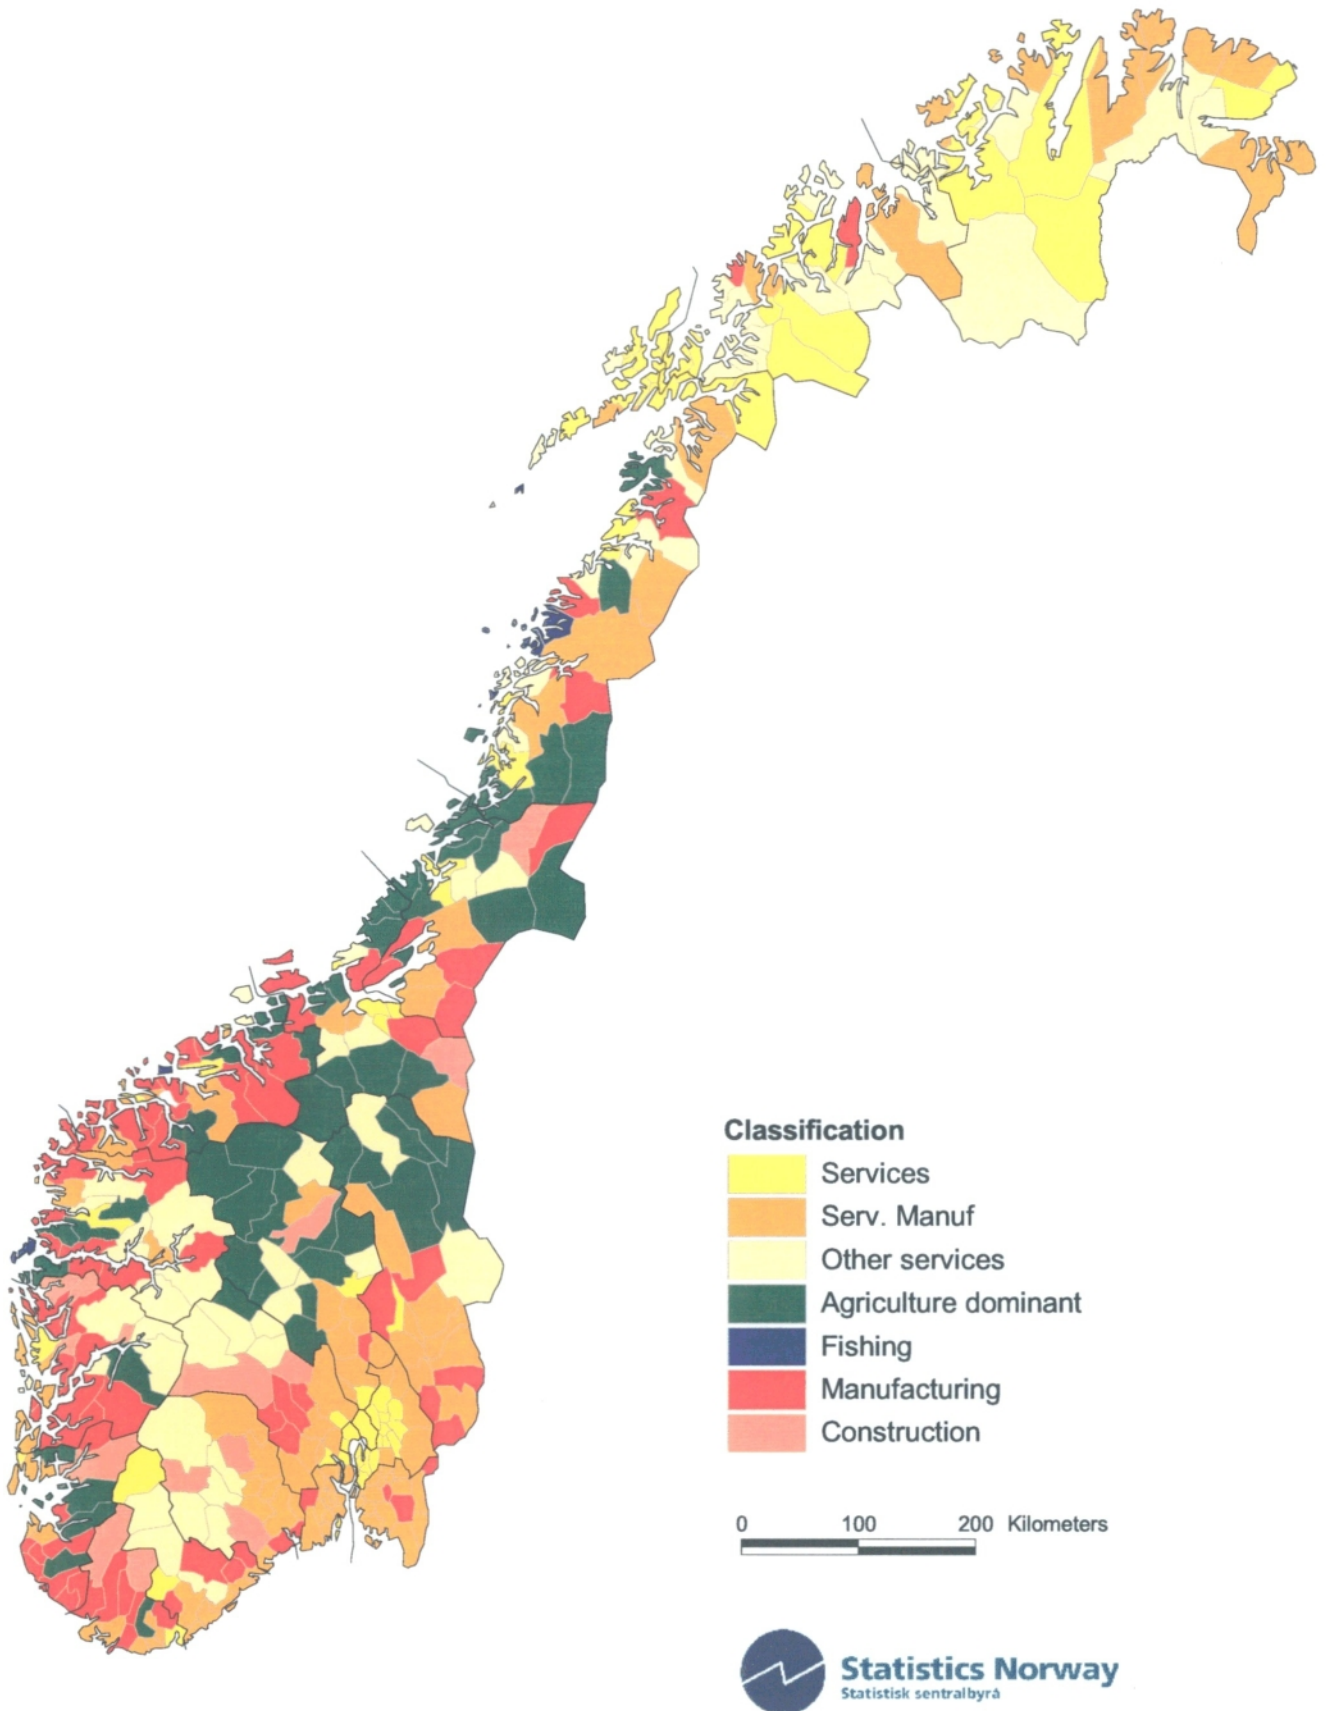 Classification
Services
Serv. Manuf
Other services
Agriculture dominant
Fishing
Manufacturing
Construction
0 100 200 Kilometers
Statistics Norway
Statistisk sentralbyrå